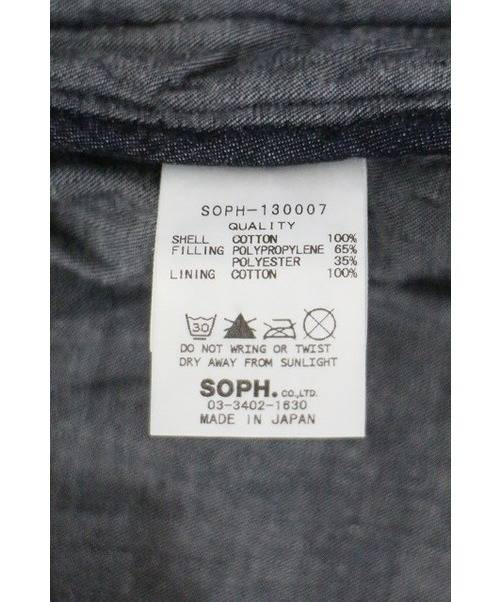 SOPH-130007
QUALITY
SHELL COTTON 100%
FILLING POLYPROPYLENE 65%
POLYESTER 35%
LINING COTTON 100%
30
DO NOT WRING OR TWIST
DRY AWAY FROM SUNLIGHT
SOPH. CO.,LTD.
03-3402-1630
MADE IN JAPAN